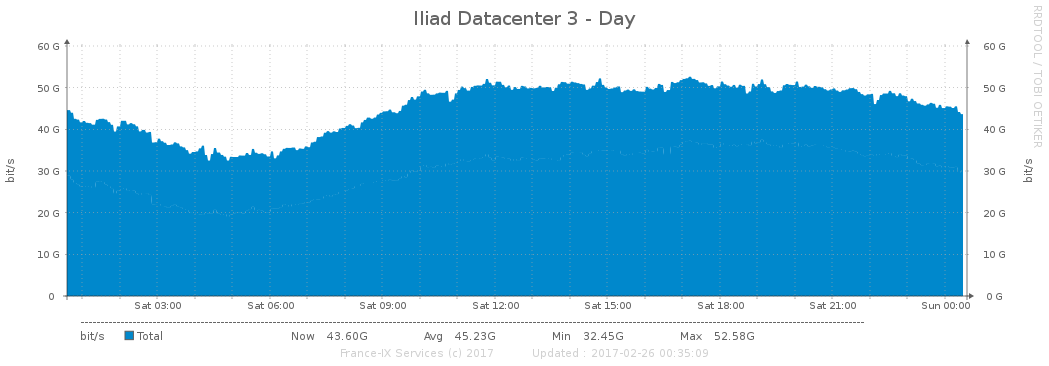 Iliad Datacenter 3 - Day
RRDTOOL / TOBI OETIKER
60 G 60 G
50 G 50 G
40 G 40 G
30 G 30 G
20 G 20 G
10 G 10 G
0 0 G
bit/s bit/s
Sat 03:00 Sat 06:00 Sat 09:00 Sat 12:00 Sat 15:00 Sat 18:00 Sat 21:00 Sun 00:00
bit/s Total Now 43.60G Avg 45.23G Min 32.45G Max 52.58G
France-IX Services (c) 2017 Updated : 2017-02-26 00:35:09